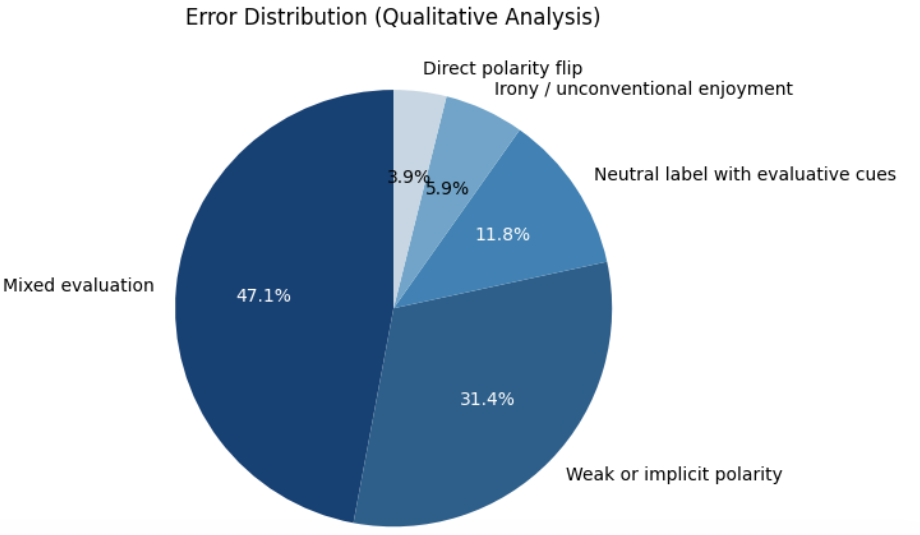 Error Distribution (Qualitative Analysis)
Direct polarity flip
Irony / unconventional enjoyment
Neutral label with evaluative cues
3.9%
5.9%
11.8%
Mixed evaluation
47.1%
31.4%
Weak or implicit polarity